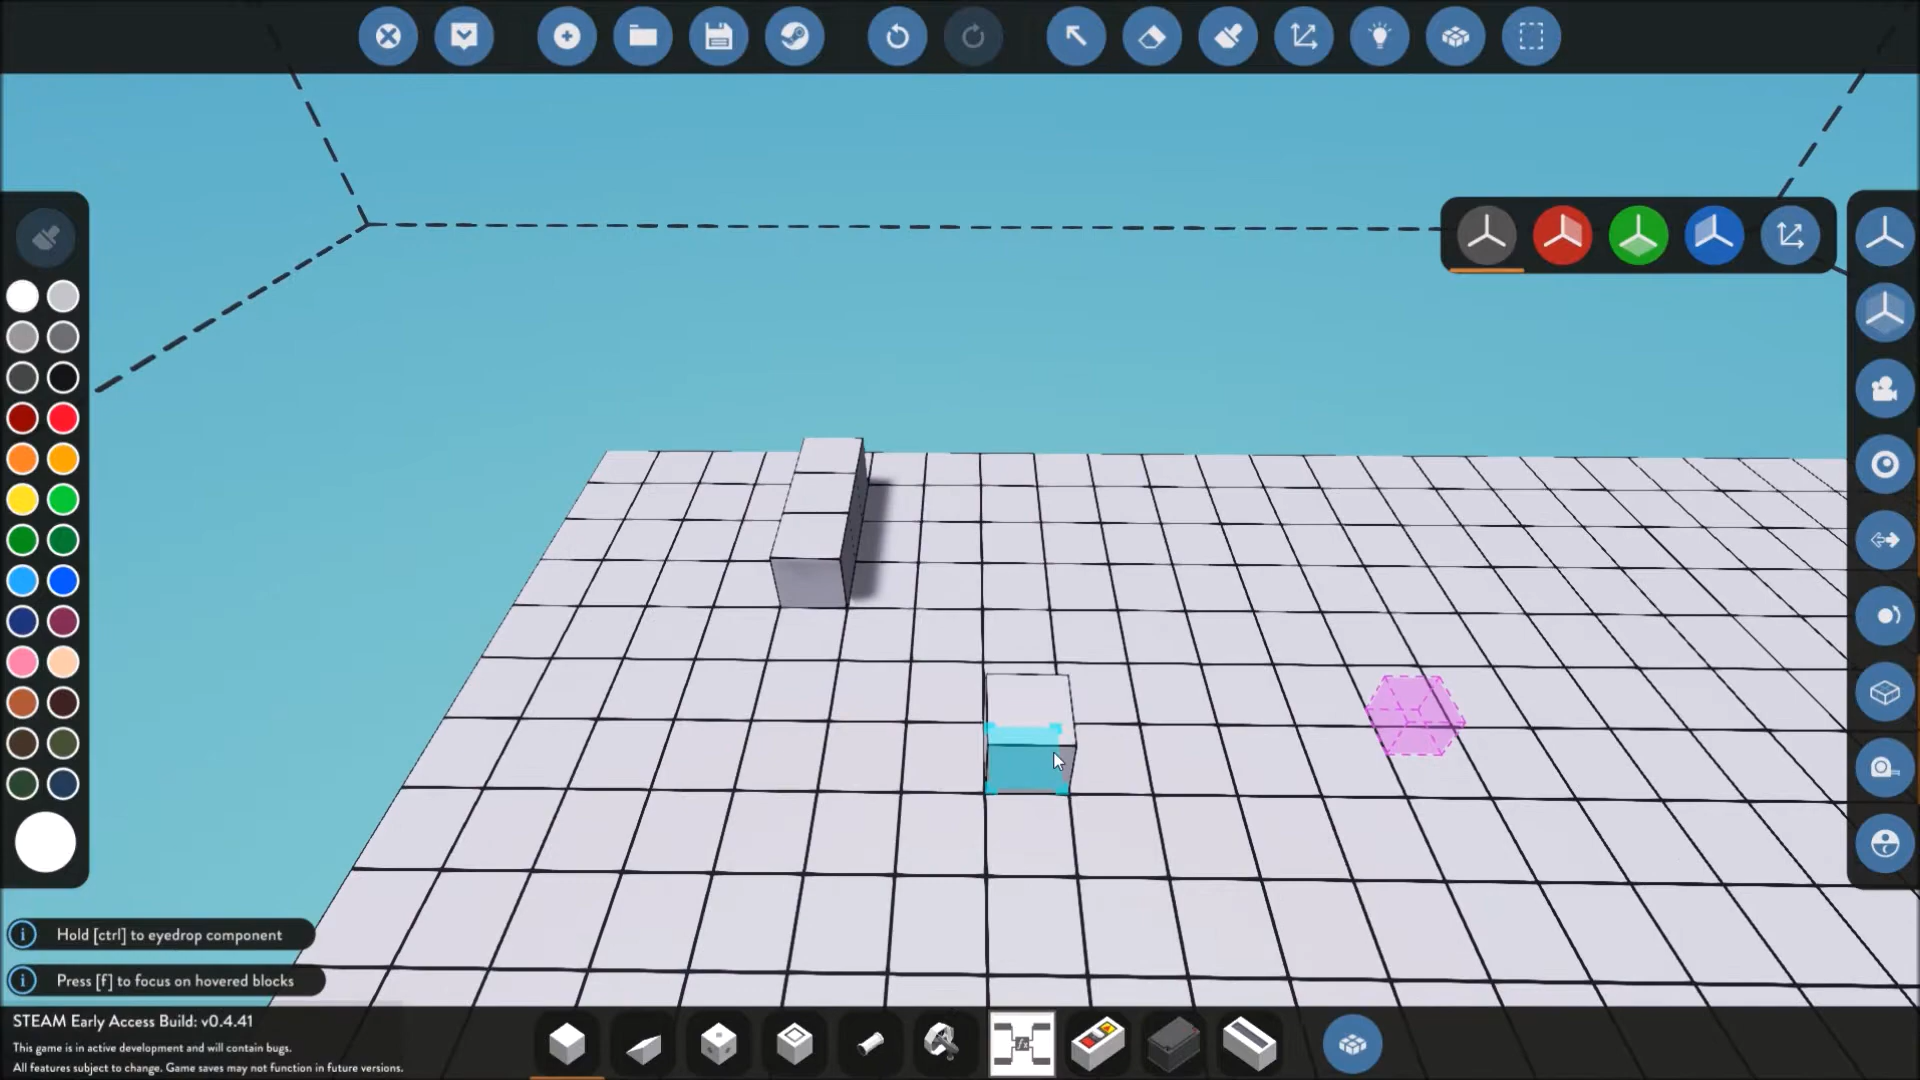 Hold [ctrl] to eyedrop component
Press [f] to focus on hovered blocks
STEAM Early Access Build: v0.4.41
This game is in active development and will contain bugs.
All features subject to change. Game saves may not function in future versions.